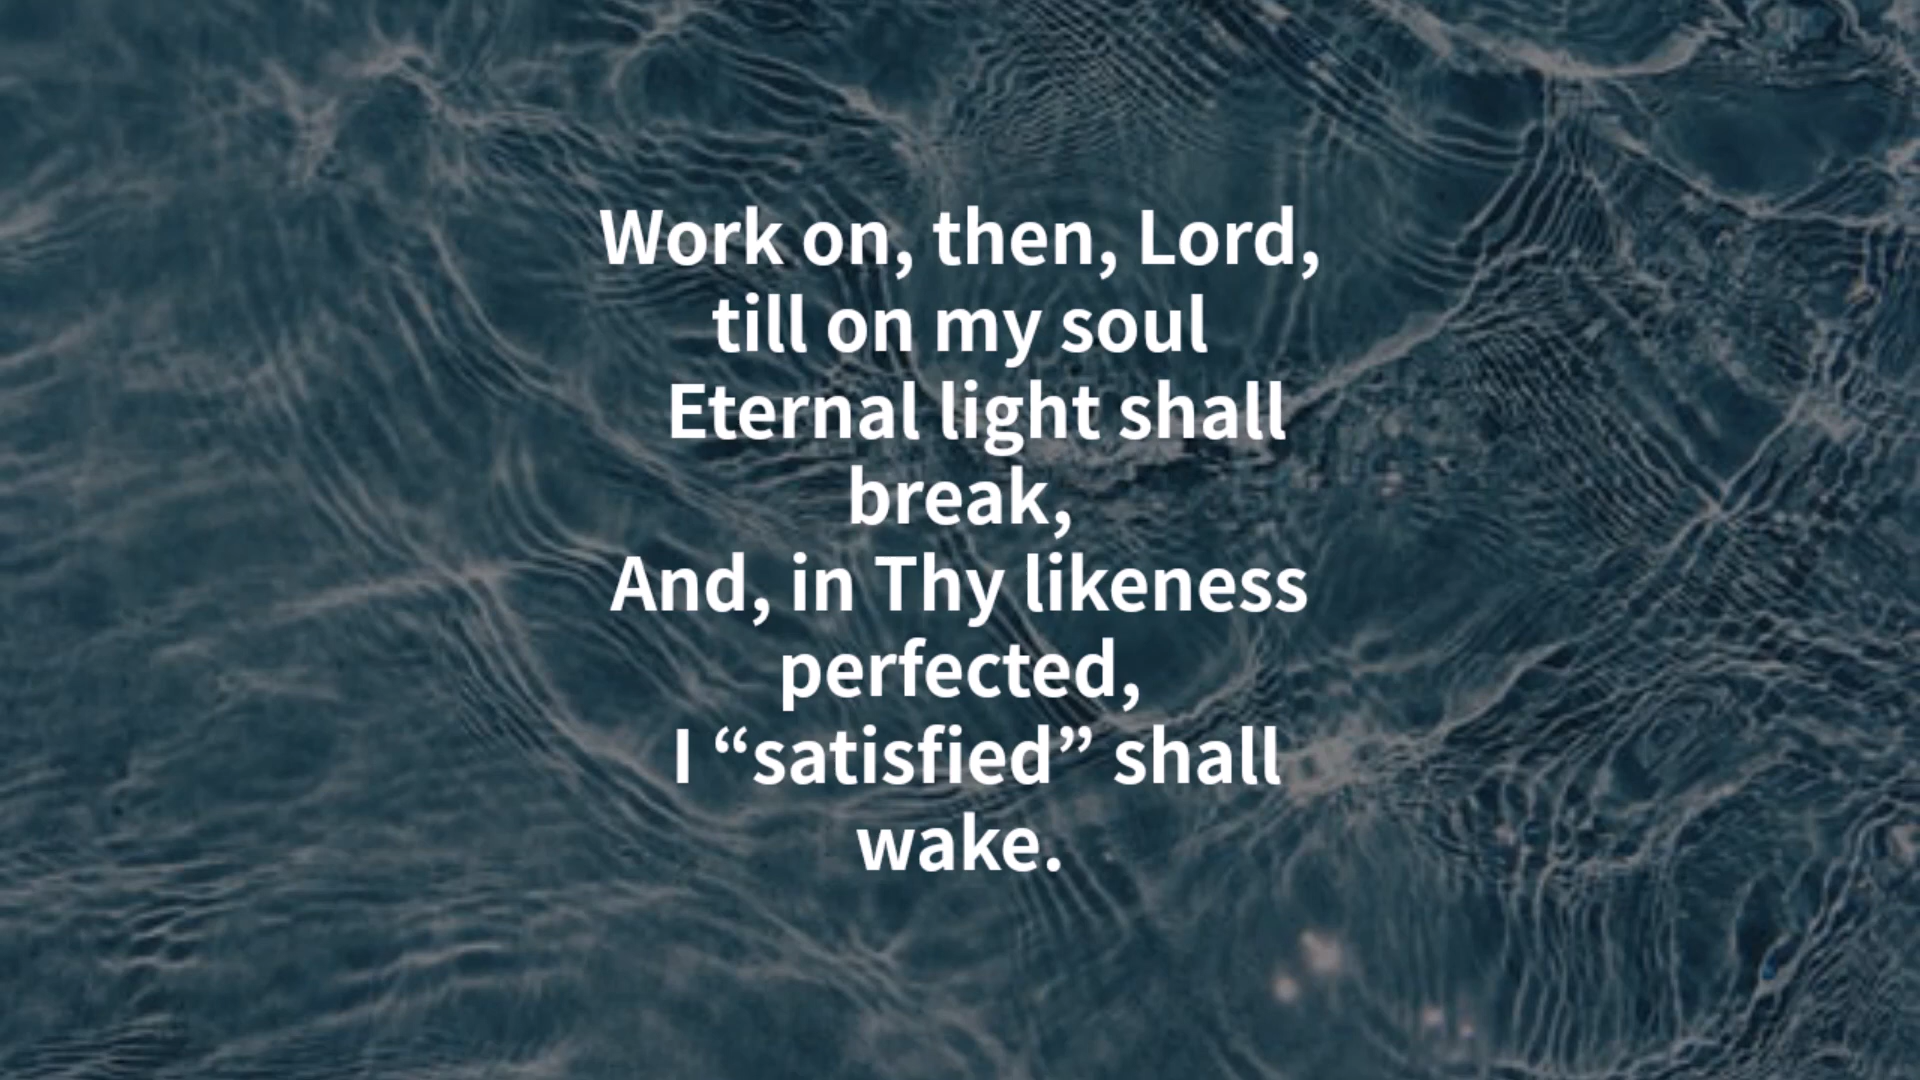 Work on, then, Lord,
till on my soul
Eternal light shall
break,
And, in Thy likeness
perfected,
I “satisfied” shall
wake.